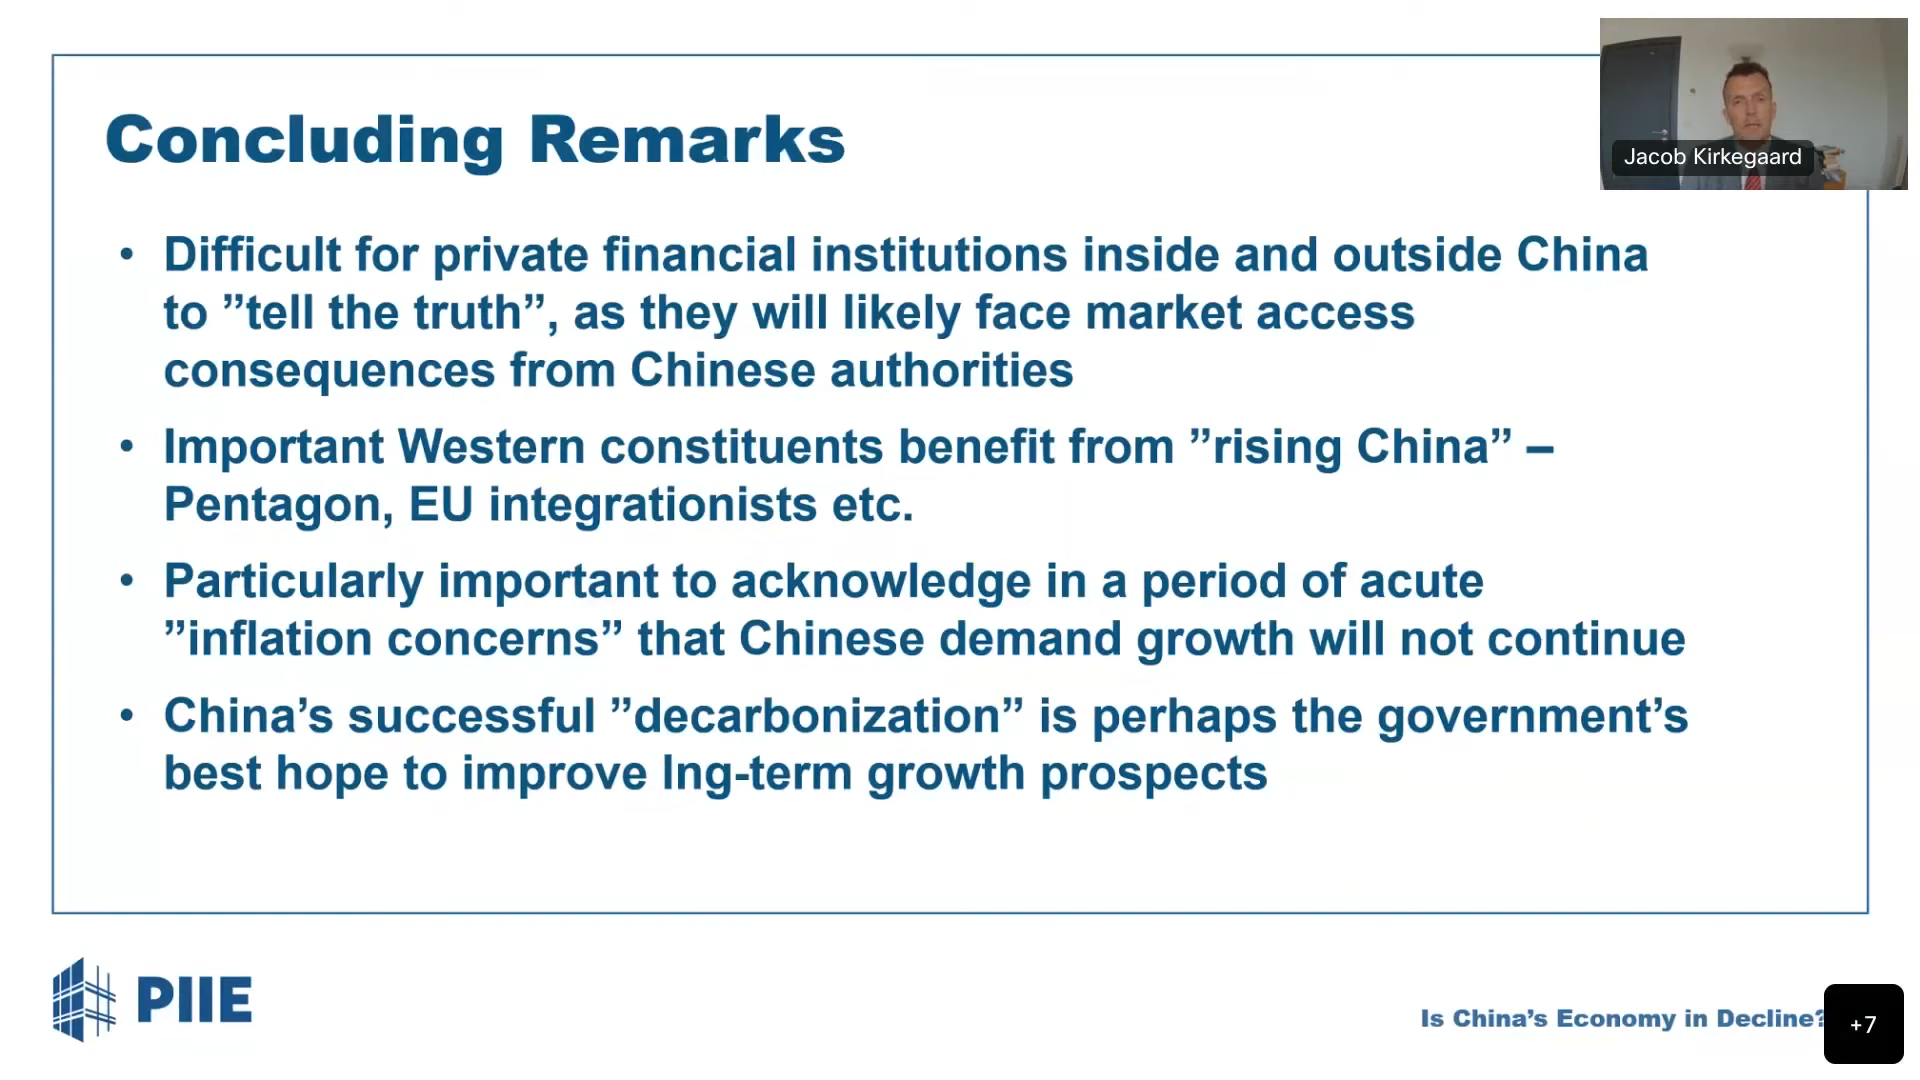 Jacob Kirkegaard
Concluding Remarks
• Difficult for private financial institutions inside and outside China
to ”tell the truth”, as they will likely face market access
consequences from Chinese authorities
• Important Western constituents benefit from ”rising China” –
Pentagon, EU integrationists etc.
• Particularly important to acknowledge in a period of acute
”inflation concerns” that Chinese demand growth will not continue
• China’s successful ”decarbonization” is perhaps the government’s
best hope to improve lng-term growth prospects
PIIE
Is China’s Economy in Decline?
+7